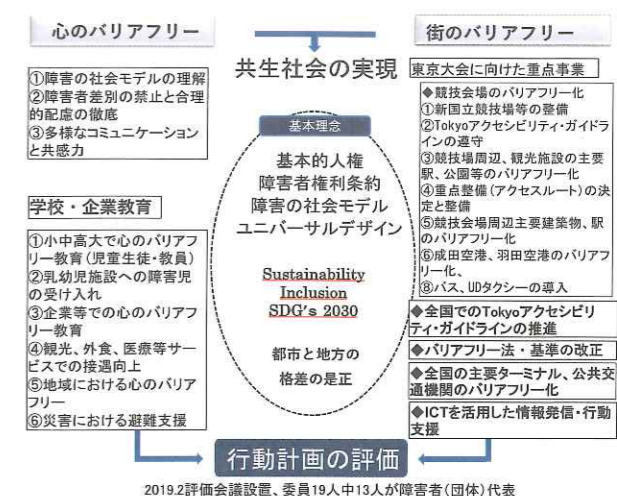 心のバリアフリー
①障害の社会モデルの理解
②障害者差別の禁止と合理
的配慮の徹底
③多様なコミュニケーション
と共感力
学校・企業教育
①小中高大で心のバリアフ
リー教育(児童生徒・教員)
②乳幼児施設への障害児
の受け入れ
③企業等での心のバリアフ
リー教育
④観光、外食、医療等サー
ビスでの接遇向上
⑤地域における心のバリア
フリー
⑥災害における避難支援
共生社会の実現
基本理念
基本的人権
障害者権利条約
障害の社会モデル
ユニバーサルデザイン
Sustainability
Inclusion
SDG's 2030
都市と地方の
格差の是正
街のバリアフリー
東京大会に向けた重点事業
◆競技会場のバリアフリー化
①新国立競技場等の整備
②Tokyoアクセシビリティ・ガイドラ
インの遵守
③競技場周辺、観光施設の主要
駅、公園等のバリアフリー化
④重点整備(アクセスルート)の決
定と整備
⑤競技会場周辺主要建築物、駅
のバリアフリー化
⑥成田空港、羽田空港のバリアフ
リー化、
⑧バス、UDタクシーの導入
◆全国でのTokyoアクセシビリ
ティ・ガイドラインの推進
◆バリアフリー法・基準の改正
◆全国の主要ターミナル、公共交
通機関のバリアフリー化
◆ICTを活用した情報発信・行動
支援
行動計画の評価
2019.2評価会議設置、委員19人中13人が障害者(団体)代表